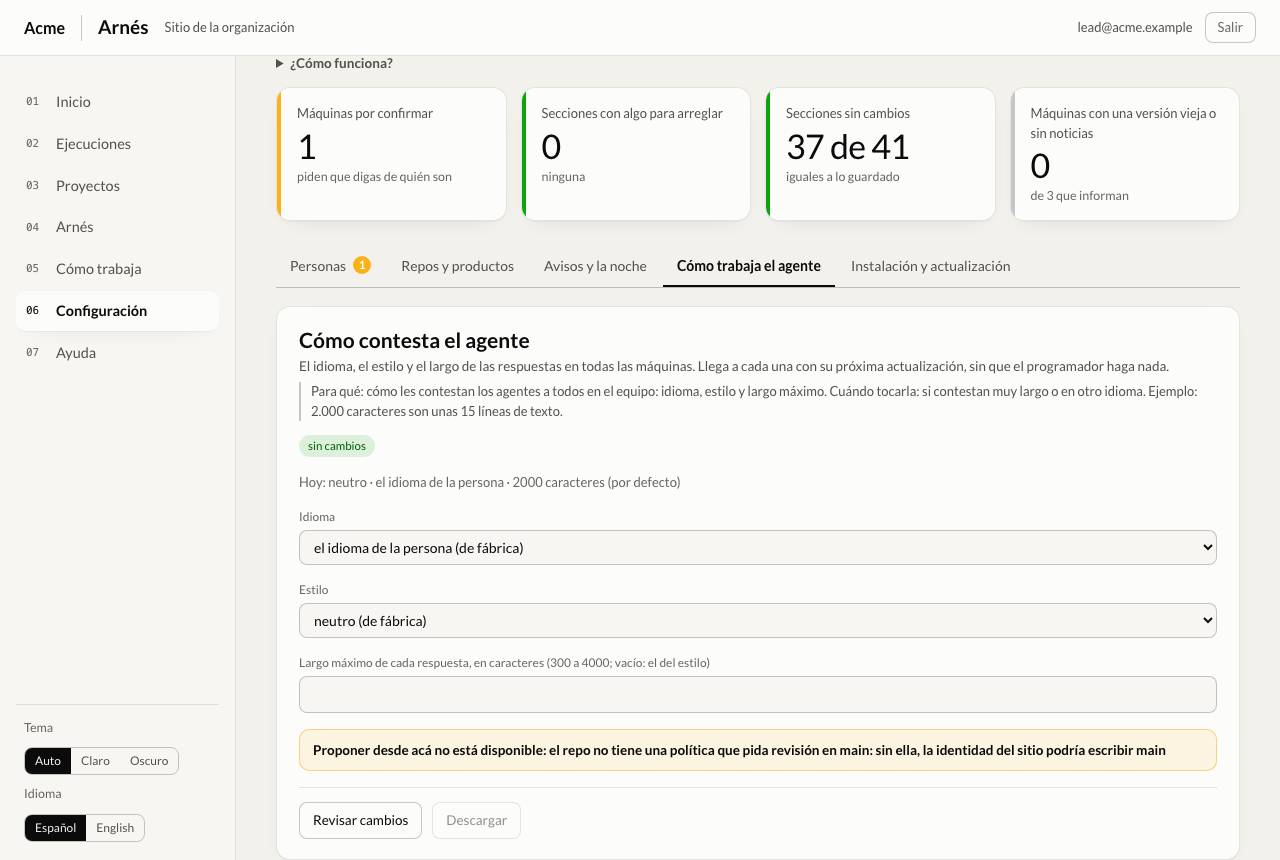 Acme
Arnés
Sitio de la organización
lead@acme.example
Salir
01 Inicio
02 Ejecuciones
03 Proyectos
04 Arnés
05 Cómo trabaja
06 Configuración
07 Ayuda
Tema
Auto Claro Oscuro
Idioma
Español English
¿Cómo funciona?
Máquinas por confirmar
1
piden que digas de quién son
Secciones con algo para arreglar
0
ninguna
Secciones sin cambios
37 de 41
iguales a lo guardado
Máquinas con una versión vieja o
sin noticias
0
de 3 que informan
Personas 1
Repos y productos
Avisos y la noche
Cómo trabaja el agente
Instalación y actualización
Cómo contesta el agente
El idioma, el estilo y el largo de las respuestas en todas las máquinas. Llega a cada una con su próxima actualización, sin que el programador haga nada.
Para qué: cómo les contestan los agentes a todos en el equipo: idioma, estilo y largo máximo. Cuándo tocarla: si contestan muy largo o en otro idioma. Ejemplo:
2.000 caracteres son unas 15 líneas de texto.
sin cambios
Hoy: neutro · el idioma de la persona · 2000 caracteres (por defecto)
Idioma
el idioma de la persona (de fábrica)
Estilo
neutro (de fábrica)
Largo máximo de cada respuesta, en caracteres (300 a 4000; vacío: el del estilo)
Proponer desde acá no está disponible: el repo no tiene una política que pida revisión en main: sin ella, la identidad del sitio podría escribir main
Revisar cambios
Descargar